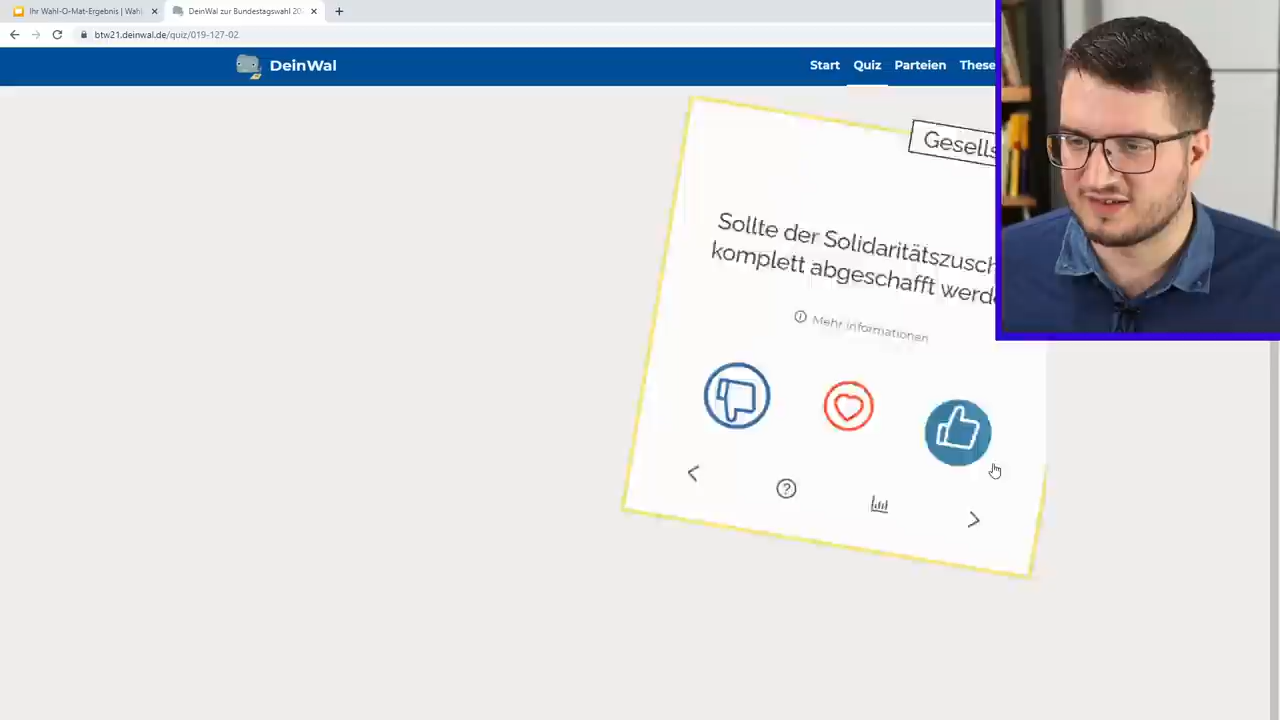 Ihr Wahl-O-Mat-Ergebnis | Wahl
DeinWal zur Bundestagswahl 20
btw21.deinwal.de/quiz/019-127-02
DeinWal
Start
Quiz
Parteien
These
Gesells
Sollte der Solidaritätszusch
komplett abgeschafft werde
Mehr informationen